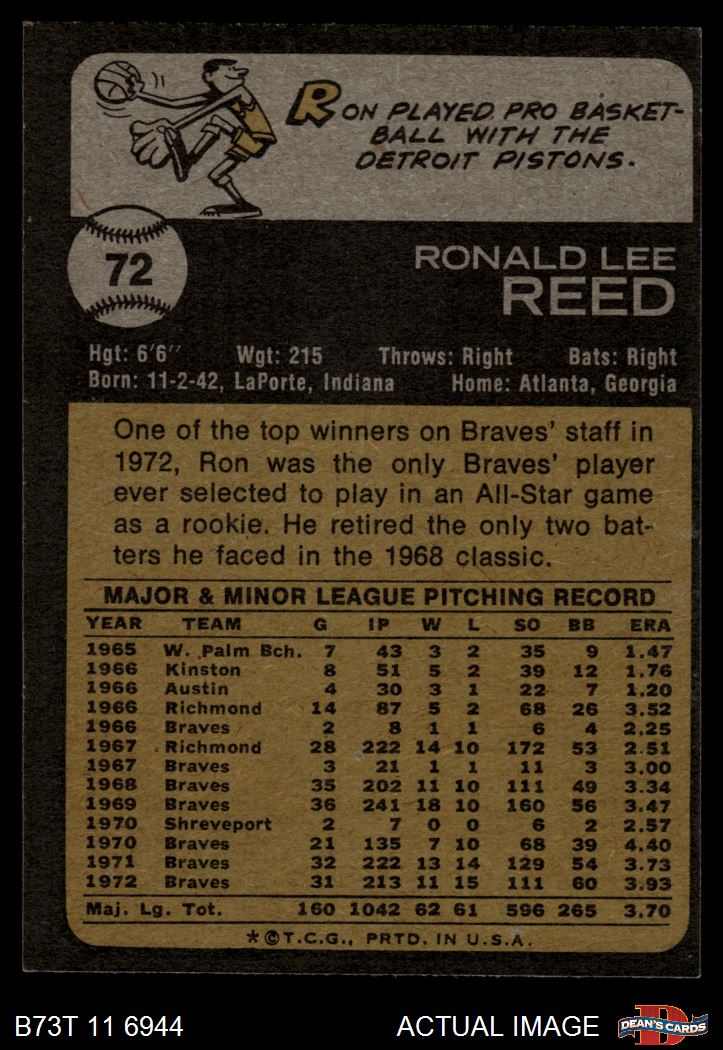 RON PLAYED PRO BASKET-
BALL WITH THE
DETROIT PISTONS.
72
RONALD LEE
REED
Hgt: 6'6" Wgt: 215 Throws: Right Bats: Right
Born: 11-2-42, LaPorte, Indiana Home: Atlanta, Georgia
One of the top winners on Braves' staff in
1972, Ron was the only Braves' player
ever selected to play in an All-Star game
as a rookie. He retired the only two bat-
ters he faced in the 1968 classic.
MAJOR & MINOR LEAGUE PITCHING RECORD
YEAR TEAM G IP W L SO BB ERA
1965 W. Palm Bch. 7 43 3 2 35 9 1.47
1966 Kinston 8 51 5 2 39 12 1.76
1966 Austin 4 30 3 1 22 7 1.20
1966 Richmond 14 87 5 2 68 26 3.52
1966 Braves 2 8 1 1 6 4 2.25
1967 Richmond 28 222 14 10 172 53 2.51
1967 Braves 3 21 1 1 11 3 3.00
1968 Braves 35 202 11 10 111 49 3.34
1969 Braves 36 241 18 10 160 56 3.47
1970 Shreveport 2 7 0 0 6 2 2.57
1970 Braves 21 135 7 10 68 39 4.40
1971 Braves 32 222 13 14 129 54 3.73
1972 Braves 31 213 11 15 111 60 3.93
Maj. Lg. Tot. 160 1042 62 61 596 265 3.70
*©T.C.G., PRTD. IN U.S.A.
B73T 11 6944 ACTUAL IMAGE D DEAN'S CARDS